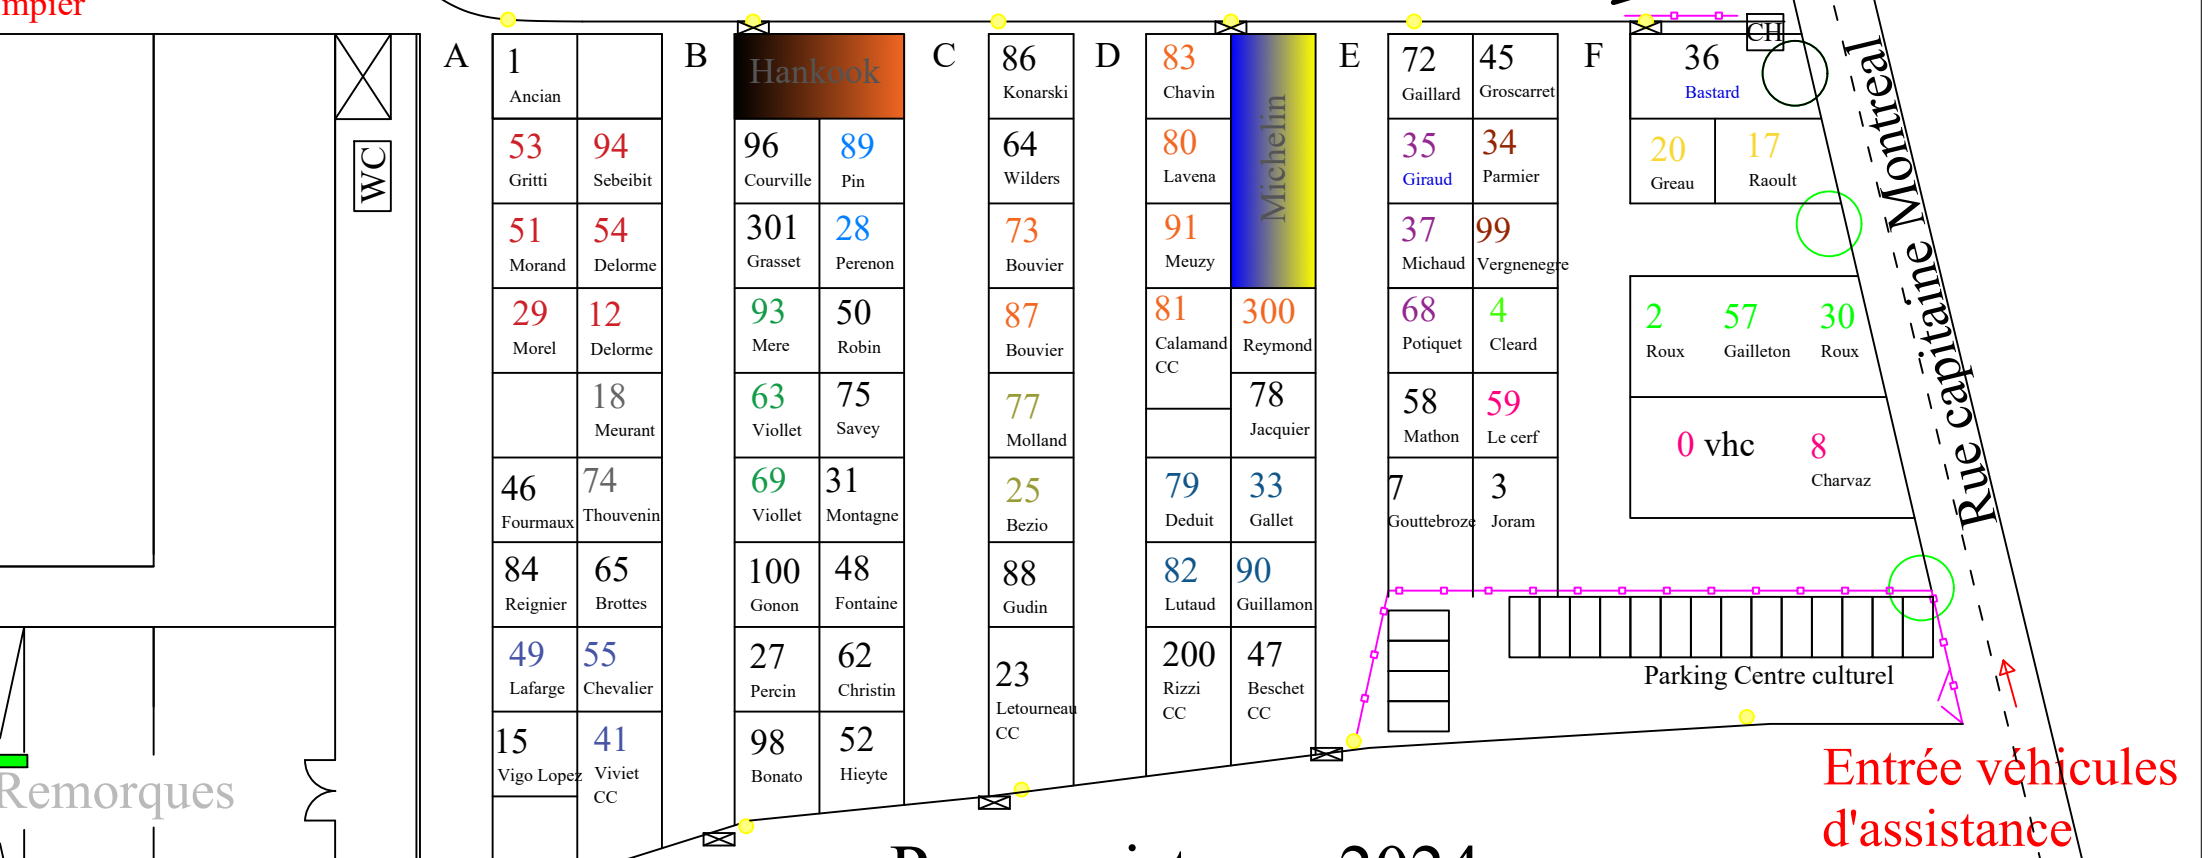 mpier
WC
A
1
Ancian
53
Gritti
94
Sebeibit
51
Morand
54
Delorme
29
Morel
12
Delorme
18
Meurant
46
Fourmaux
74
Thouvenin
84
Reignier
65
Brottes
49
Lafarge
55
Chevalier
15
Vigo Lopez
41
Viviet
CC
B
Hankook
96
Courville
89
Pin
301
Grasset
28
Perenon
93
Mere
50
Robin
63
Viollet
75
Savey
69
Viollet
31
Montagne
100
Gonon
48
Fontaine
27
Percin
62
Christin
98
Bonato
52
Hieyte
C
86
Konarski
64
Wilders
73
Bouvier
87
Bouvier
77
Molland
25
Bezio
88
Gudin
23
Letourneau
CC
D
83
Chavin
Michelin
80
Lavena
91
Meuzy
81
Calamand
CC
300
Reymond
78
Jacquier
79
Deduit
33
Gallet
82
Lutaud
90
Guillamon
200
Rizzi
CC
47
Beschet
CC
E
72
Gaillard
45
Groscarret
35
Giraud
34
Parmier
37
Michaud
99
Vergnenegre
68
Potiquet
4
Cleard
58
Mathon
59
Le cerf
7
Gouttebroze
3
Joram
F
CH
36
Bastard
20
Greau
17
Raoult
2
Roux
57
Gailleton
30
Roux
0 vhc
8
Charvaz
Rue capitaine Montreal
Parking Centre culturel
Remorques
Entrée véhicules
d'assistance
2024